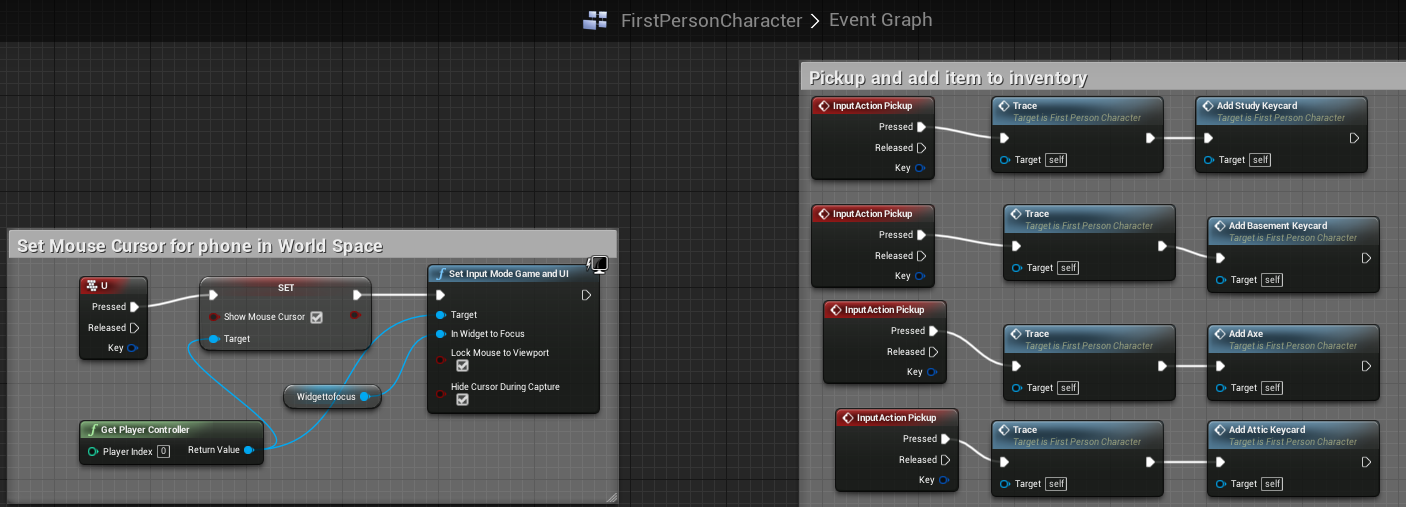 FirstPersonCharacter > Event Graph
Set Mouse Cursor for phone in World Space
U
Pressed
Released
Key
SET
Show Mouse Cursor
Target
Set Input Mode Game and UI
Target
In Widget to Focus
Lock Mouse to Viewport
Hide Cursor During Capture
Widgettofocus
Get Player Controller
Player Index 0
Return Value
Pickup and add item to inventory
InputAction Pickup
Pressed
Released
Key
Trace
Target is First Person Character
Target self
Add Study Keycard
Target is First Person Character
Target self
InputAction Pickup
Pressed
Released
Key
Trace
Target is First Person Character
Target self
Add Basement Keycard
Target is First Person Character
Target self
InputAction Pickup
Pressed
Released
Key
Trace
Target is First Person Character
Target self
Add Axe
Target is First Person Character
Target self
InputAction Pickup
Pressed
Released
Key
Trace
Target is First Person Character
Target self
Add Attic Keycard
Target is First Person Character
Target self